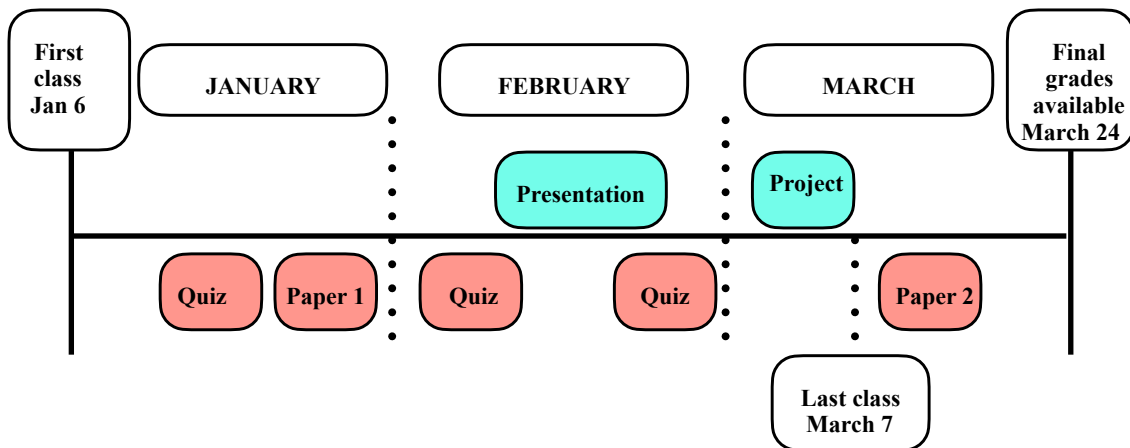 First
class
Jan 6
JANUARY
FEBRUARY
MARCH
Final
grades
available
March 24
Presentation
Project
Quiz
Paper 1
Quiz
Quiz
Paper 2
Last class
March 7